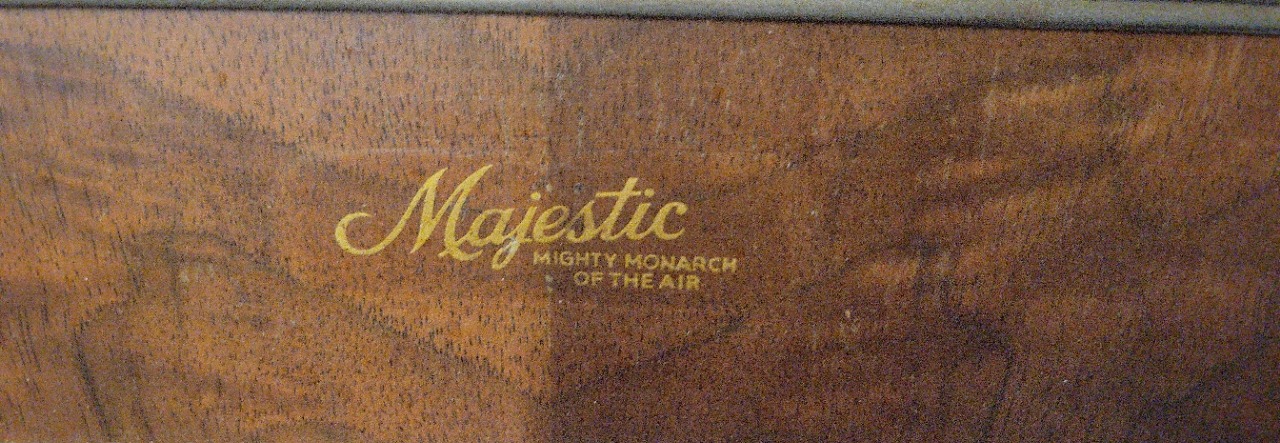 Majestic
MIGHTY MONARCH
OF THE AIR